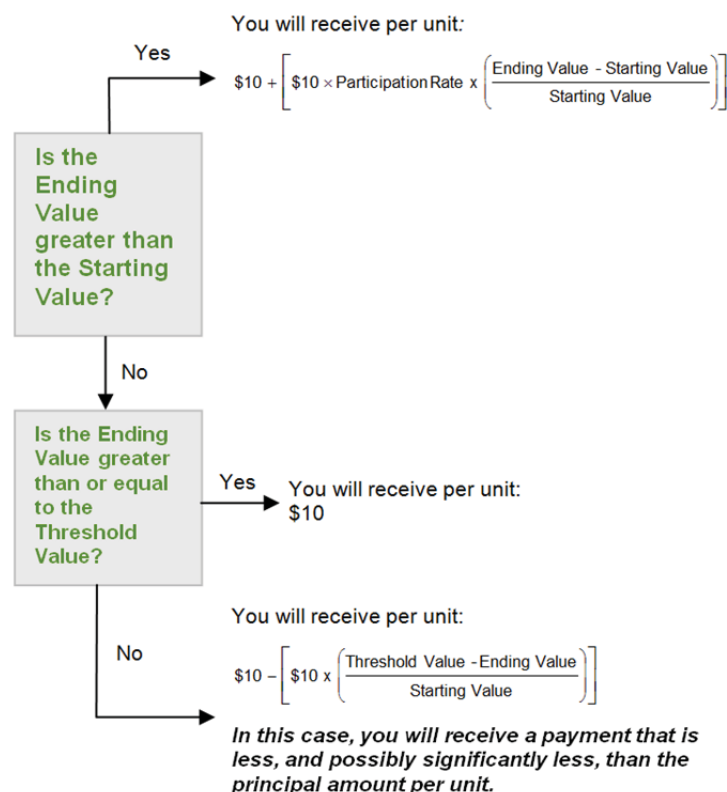 You will receive per unit:
Yes
$10 + [ $10 × Participation Rate x ( Ending Value - Starting Value / Starting Value ) ]
Is the
Ending
Value
greater than
the Starting
Value?
No
Is the Ending
Value greater
than or equal
to the
Threshold
Value?
Yes
You will receive per unit:
$10
No
You will receive per unit:
$10 – [ $10 x ( Threshold Value - Ending Value / Starting Value ) ]
In this case, you will receive a payment that is
less, and possibly significantly less, than the
principal amount per unit.